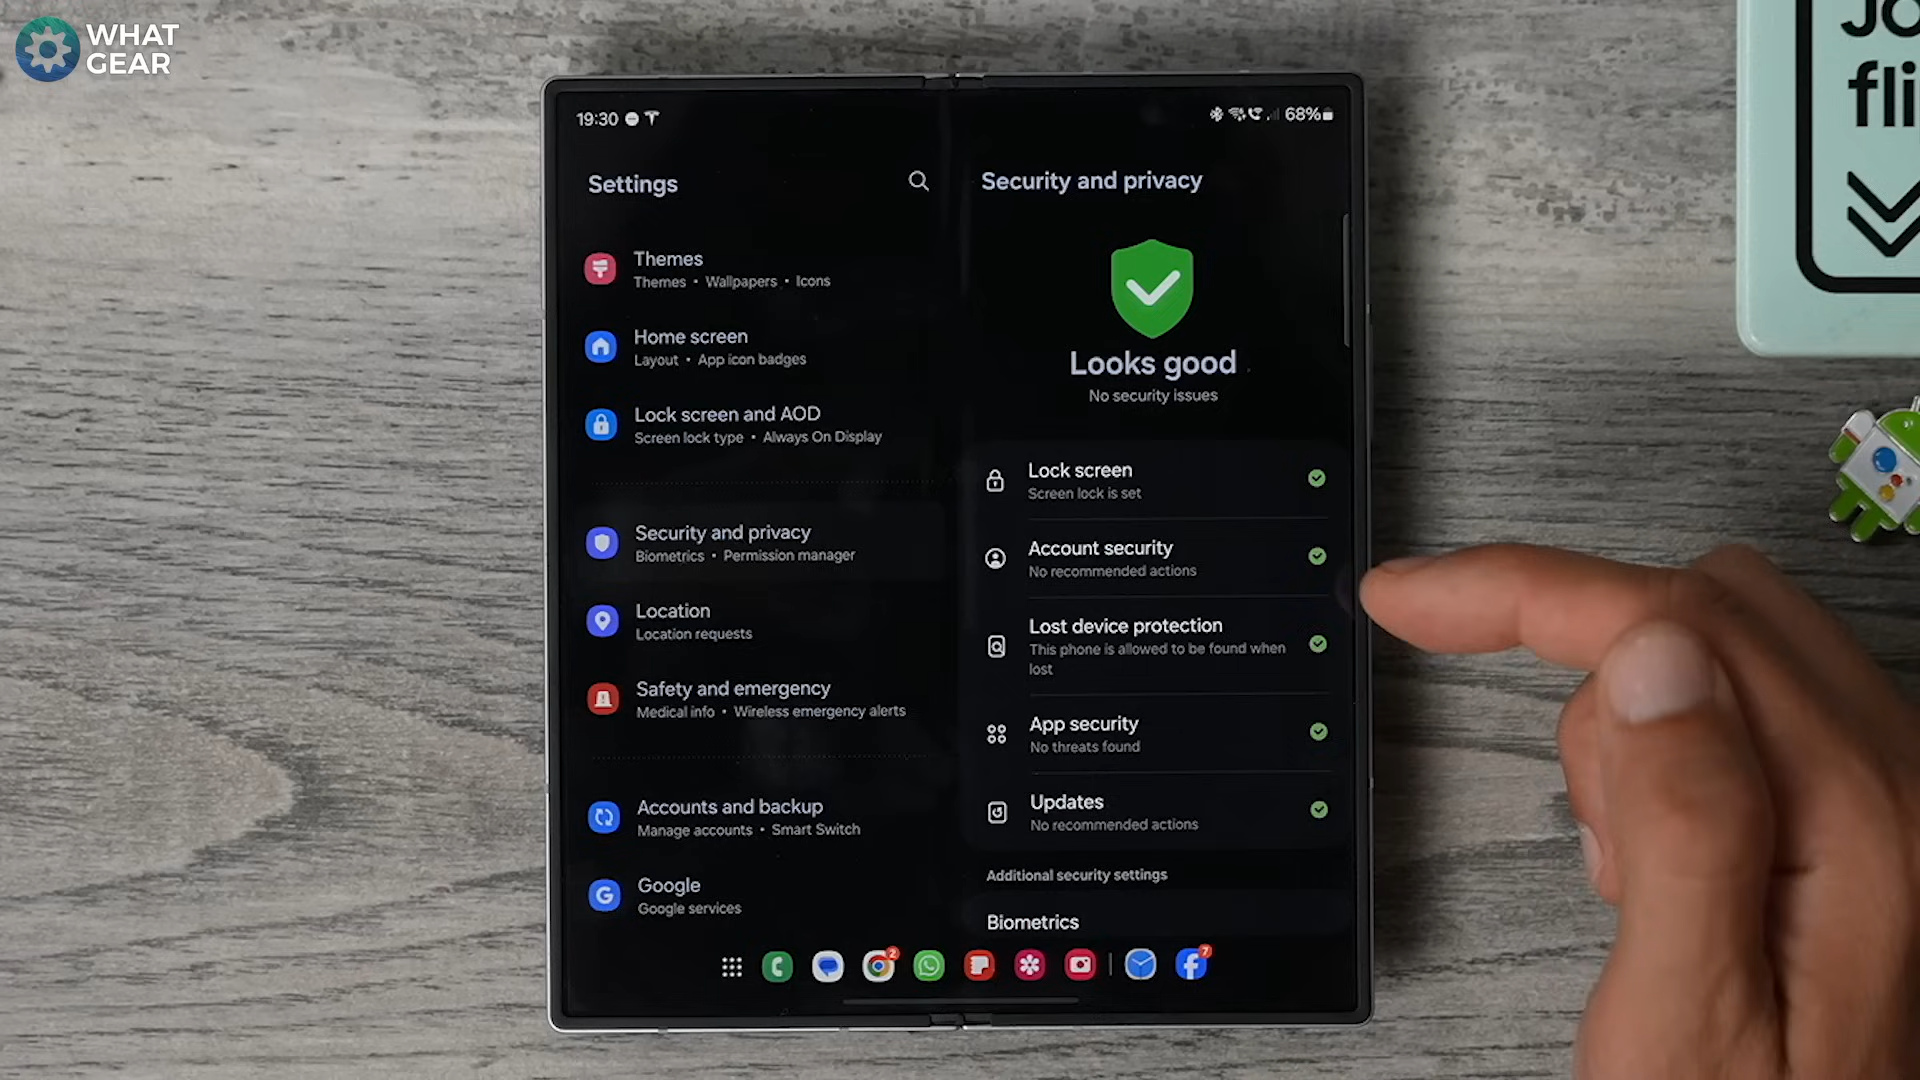 WHAT
GEAR
19:30
68%
Settings
Themes
Themes • Wallpapers • Icons
Home screen
Layout • App icon badges
Lock screen and AOD
Screen lock type • Always On Display
Security and privacy
Biometrics • Permission manager
Location
Location requests
Safety and emergency
Medical info • Wireless emergency alerts
Accounts and backup
Manage accounts • Smart Switch
Google
Google services
Security and privacy
Looks good
No security issues
Lock screen
Screen lock is set
Account security
No recommended actions
Lost device protection
This phone is allowed to be found when
lost
App security
No threats found
Updates
No recommended actions
Additional security settings
Biometrics
2
7